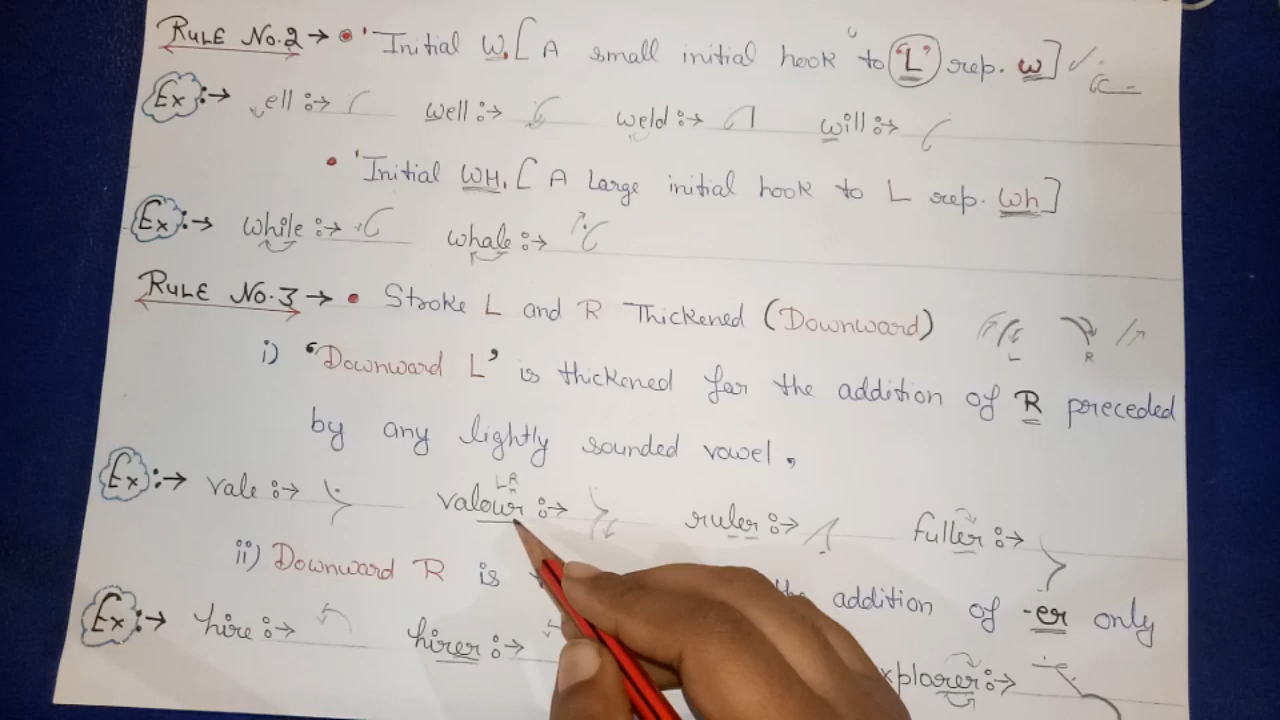 RULE No.2 → • 'Initial W. [ A small initial hook to 'L' rep. w ] ✓
Ex :→ ell :→ well :→ weld :→ will :→
• 'Initial WH. [ A Large initial hook to L rep. wh ]
Ex :→ while :→ whale :→
RULE No.3 → • Stroke L and R Thickened (Downward) L R
i) 'Downward L' is thickened for the addition of R preceded
by any lightly sounded vowel,
LR
Ex :→ vale :→ valour :→ ruler :→ fuller :→
ii) Downward R is the addition of -er only
Ex :→ hire :→ hirer :→ xplorer :→